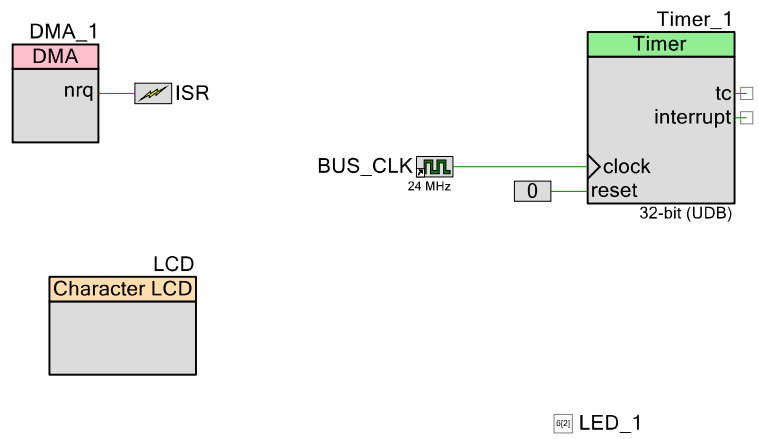 DMA_1
DMA
nrq
ISR
Timer_1
Timer
tc
interrupt
BUS_CLK
24 MHz
clock
0
reset
32-bit (UDB)
LCD
Character LCD
6[2]
LED_1